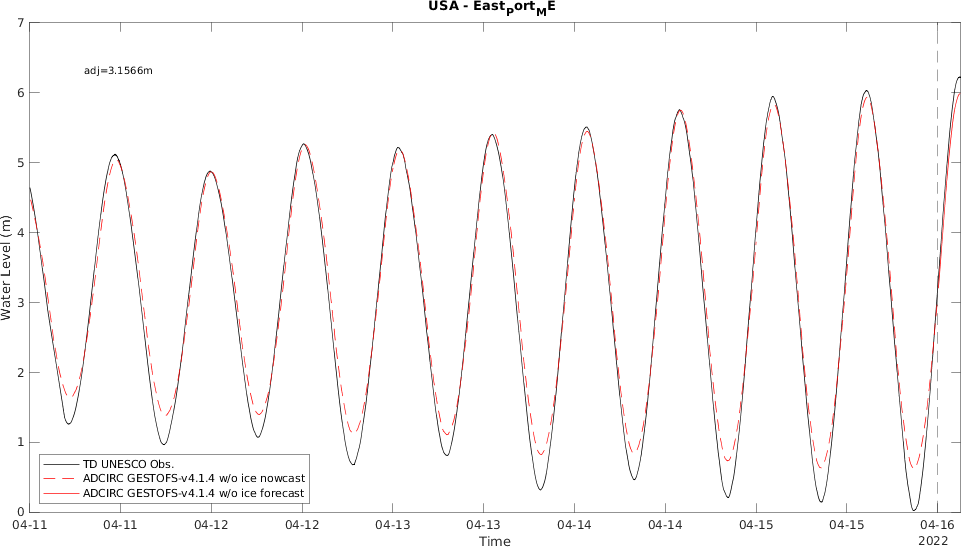 USA - EastPortME
7
adj=3.1566m
6
5
4
3
2
1
0
Water Level (m)
TD UNESCO Obs.
ADCIRC GESTOFS-v4.1.4 w/o ice nowcast
ADCIRC GESTOFS-v4.1.4 w/o ice forecast
04-11 04-11 04-12 04-12 04-13 04-13 04-14 04-14 04-15 04-15 04-16
Time 2022